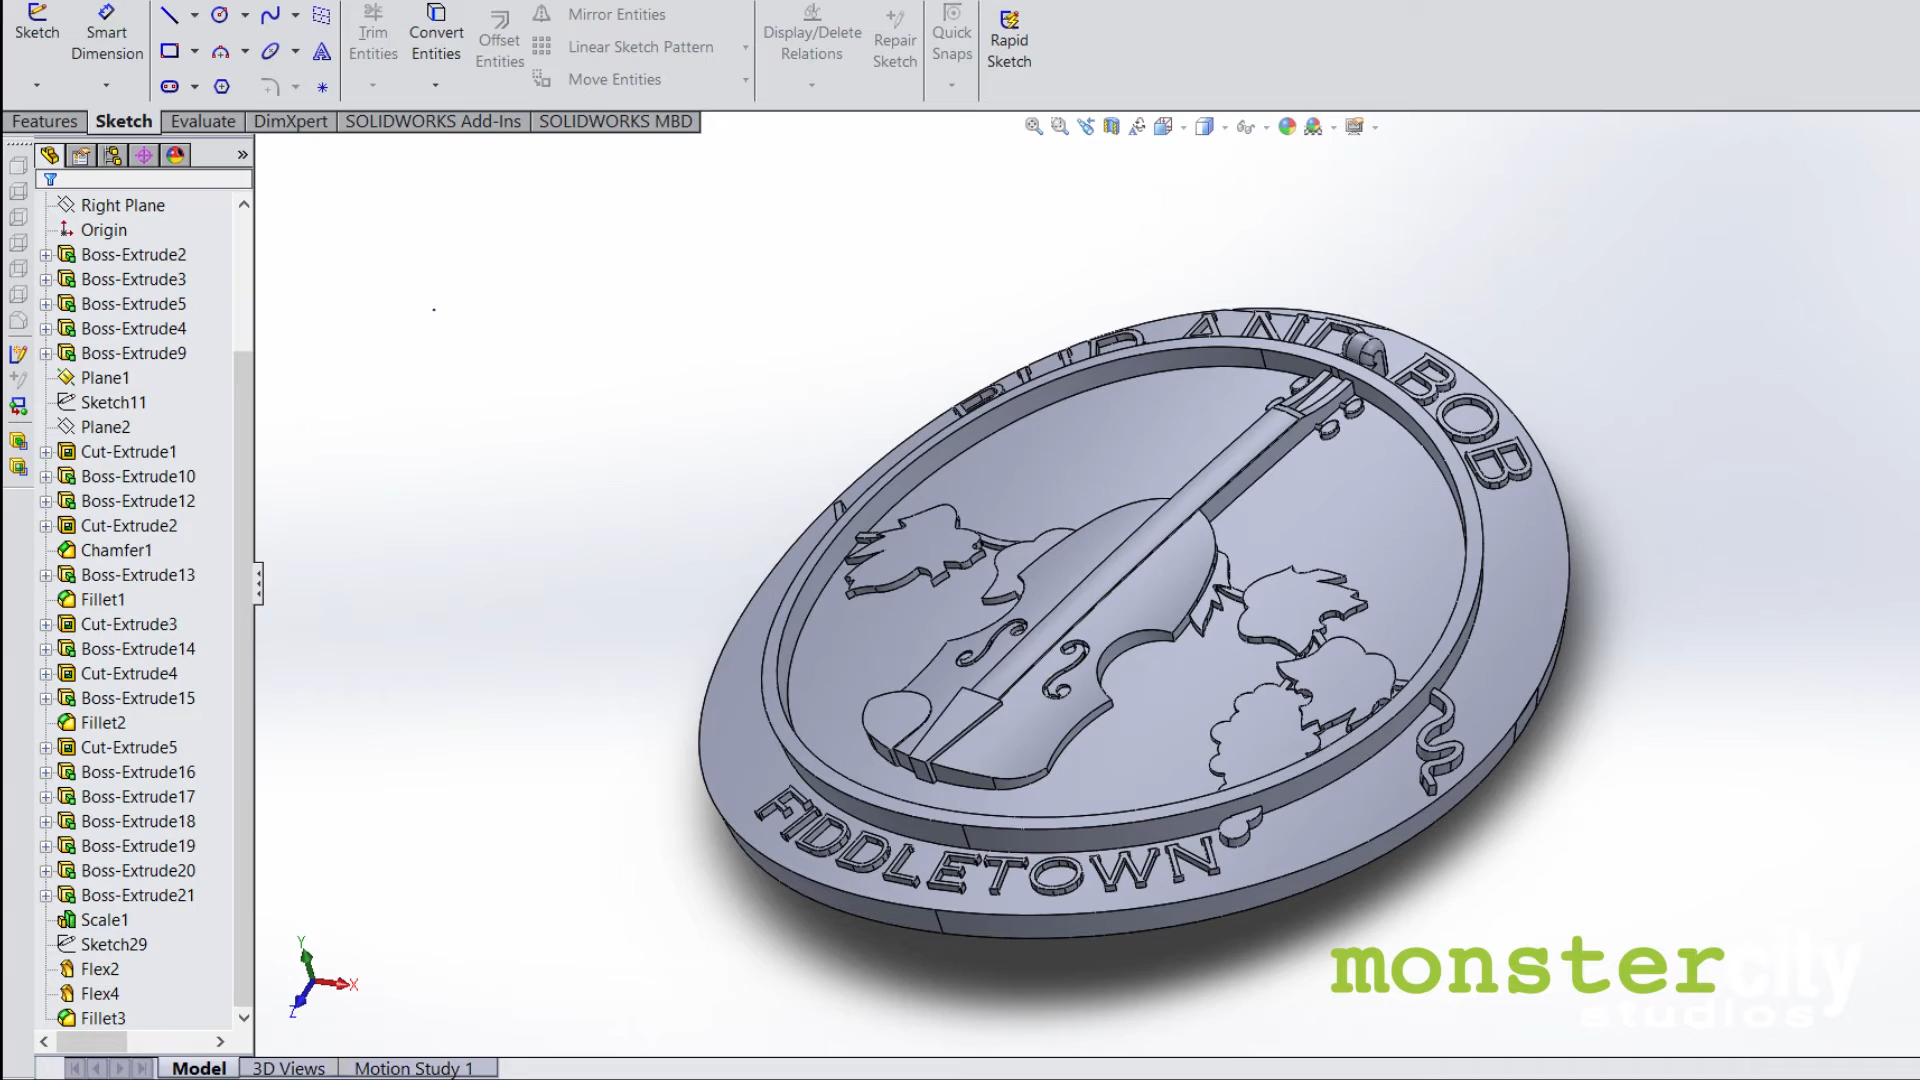 Sketch
Smart
Dimension
Trim
Entities
Convert
Entities
Offset
Entities
Mirror Entities
Linear Sketch Pattern
Move Entities
Display/Delete
Relations
Repair
Sketch
Quick
Snaps
Rapid
Sketch
Features
Sketch
Evaluate
DimXpert
SOLIDWORKS Add-Ins
SOLIDWORKS MBD
Right Plane
Origin
Boss-Extrude2
Boss-Extrude3
Boss-Extrude5
Boss-Extrude4
Boss-Extrude9
Plane1
Sketch11
Plane2
Cut-Extrude1
Boss-Extrude10
Boss-Extrude12
Cut-Extrude2
Chamfer1
Boss-Extrude13
Fillet1
Cut-Extrude3
Boss-Extrude14
Cut-Extrude4
Boss-Extrude15
Fillet2
Cut-Extrude5
Boss-Extrude16
Boss-Extrude17
Boss-Extrude18
Boss-Extrude19
Boss-Extrude20
Boss-Extrude21
Scale1
Sketch29
Flex2
Flex4
Fillet3
AND BOB
FIDDLETOWN
Y
X
Z
monster city
studios
Model
3D Views
Motion Study 1